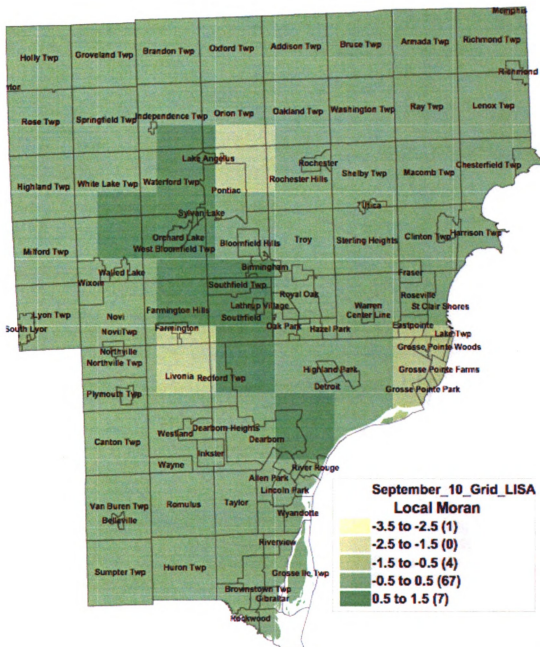 Memphis
Holly Twp Groveland Twp Brandon Twp Oxford Twp Addison Twp Bruce Twp Armada Twp Richmond Twp
Richmond
Rose Twp Springfield Twp Independence Twp Orion Twp Oakland Twp Washington Twp Ray Twp Lenox Twp
Lake Angelus Rochester Chesterfield Twp
Highland Twp White Lake Twp Waterford Twp Pontiac Rochester Hills Shelby Twp Macomb Twp
Sylvan Lake Utica
Orchard Lake Clinton Twp Harrison Twp
Milford Twp West Bloomfield Twp Bloomfield Hills Troy Sterling Heights
Walled Lake Birmingham Fraser
Wixom Southfield Twp Royal Oak Roseville
Lyon Twp Novi Farmington Hills Lathrup Village Warren St Clair Shores
Southfield Center Line
South Lyon Novi Twp Farmington Oak Park Hazel Park Eastpointe Lake Twp
Northville Grosse Pointe Woods
Northville Twp Livonia Redford Twp Highland Park Grosse Pointe Farms
Plymouth Twp Detroit Grosse Pointe Park
Westland Dearborn Heights
Canton Twp Inkster Dearborn
Wayne Allen Park River Rouge
Lincoln Park
Van Buren Twp Romulus Taylor Wyandotte
Belleville
Riverview
Sumpter Twp Huron Twp Grosse Ile Twp
Brownstown Twp
Gibraltar
Rockwood
September_10_Grid_LISA
Local Moran
-3.5 to -2.5 (1)
-2.5 to -1.5 (0)
-1.5 to -0.5 (4)
-0.5 to 0.5 (67)
0.5 to 1.5 (7)